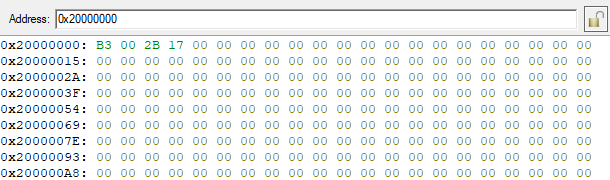 Address: 0x20000000
0x20000000: B3 00 2B 17 00 00 00 00 00 00 00 00 00 00 00 00 00 00 00 00 00
0x20000015: 00 00 00 00 00 00 00 00 00 00 00 00 00 00 00 00 00 00 00 00 00
0x2000002A: 00 00 00 00 00 00 00 00 00 00 00 00 00 00 00 00 00 00 00 00 00
0x2000003F: 00 00 00 00 00 00 00 00 00 00 00 00 00 00 00 00 00 00 00 00 00
0x20000054: 00 00 00 00 00 00 00 00 00 00 00 00 00 00 00 00 00 00 00 00 00
0x20000069: 00 00 00 00 00 00 00 00 00 00 00 00 00 00 00 00 00 00 00 00 00
0x2000007E: 00 00 00 00 00 00 00 00 00 00 00 00 00 00 00 00 00 00 00 00 00
0x20000093: 00 00 00 00 00 00 00 00 00 00 00 00 00 00 00 00 00 00 00 00 00
0x200000A8: 00 00 00 00 00 00 00 00 00 00 00 00 00 00 00 00 00 00 00 00 00